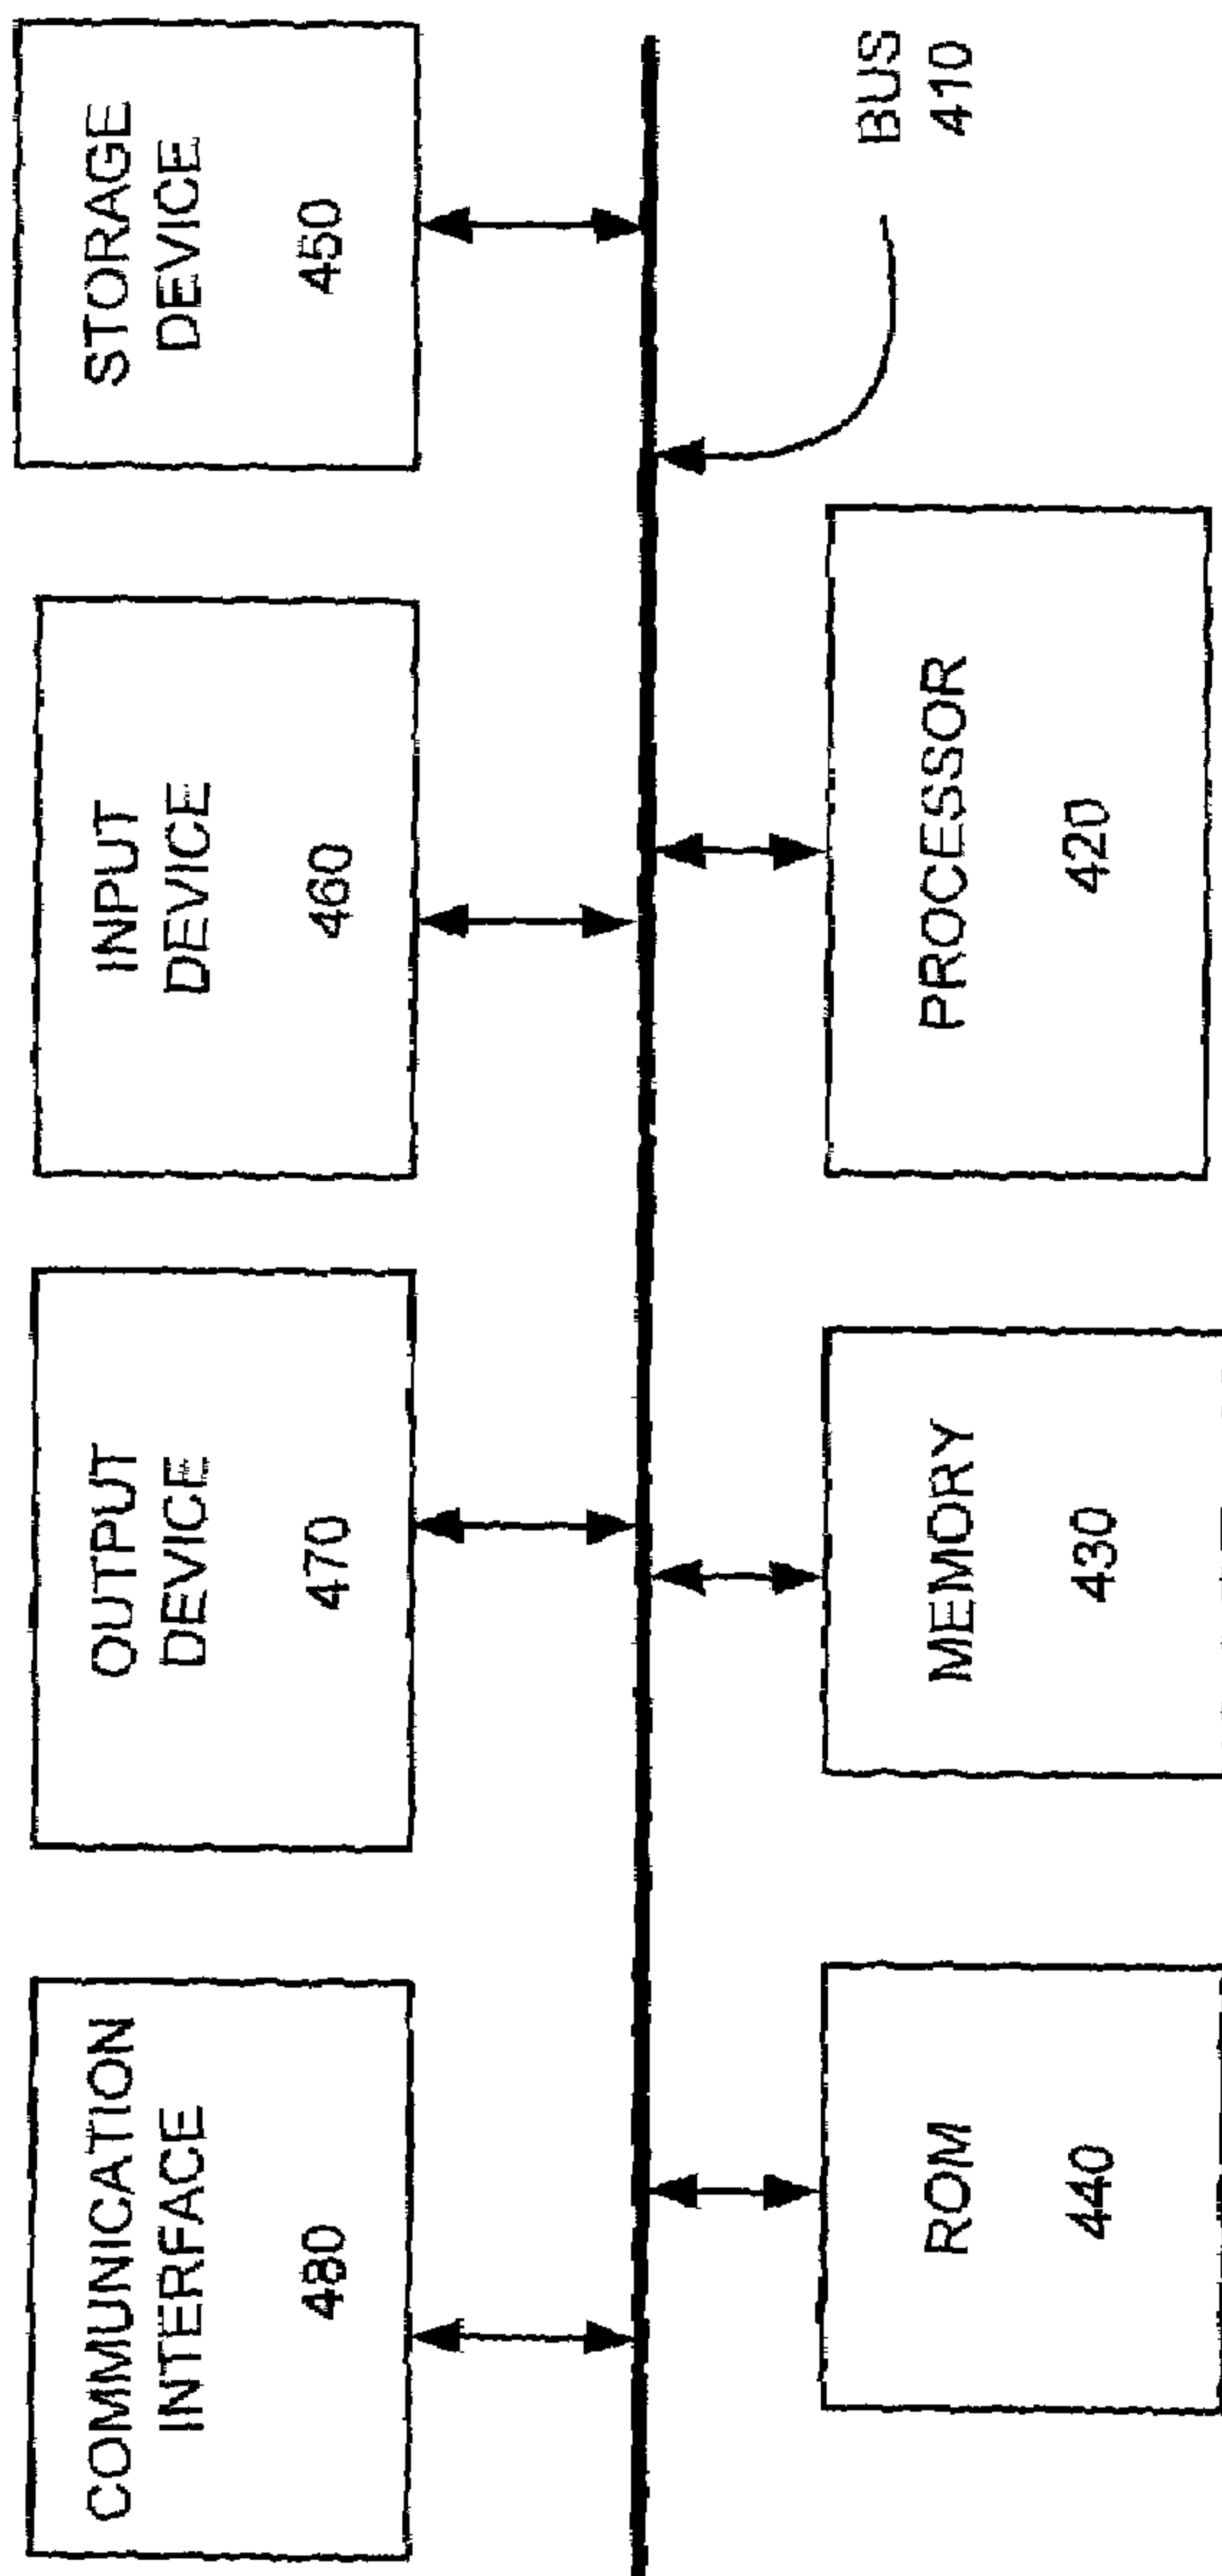 COMMUNICATION
INTERFACE
480
OUTPUT
DEVICE
470
INPUT
DEVICE
460
STORAGE
DEVICE
450
BUS
410
ROM
440
MEMORY
430
PROCESSOR
420